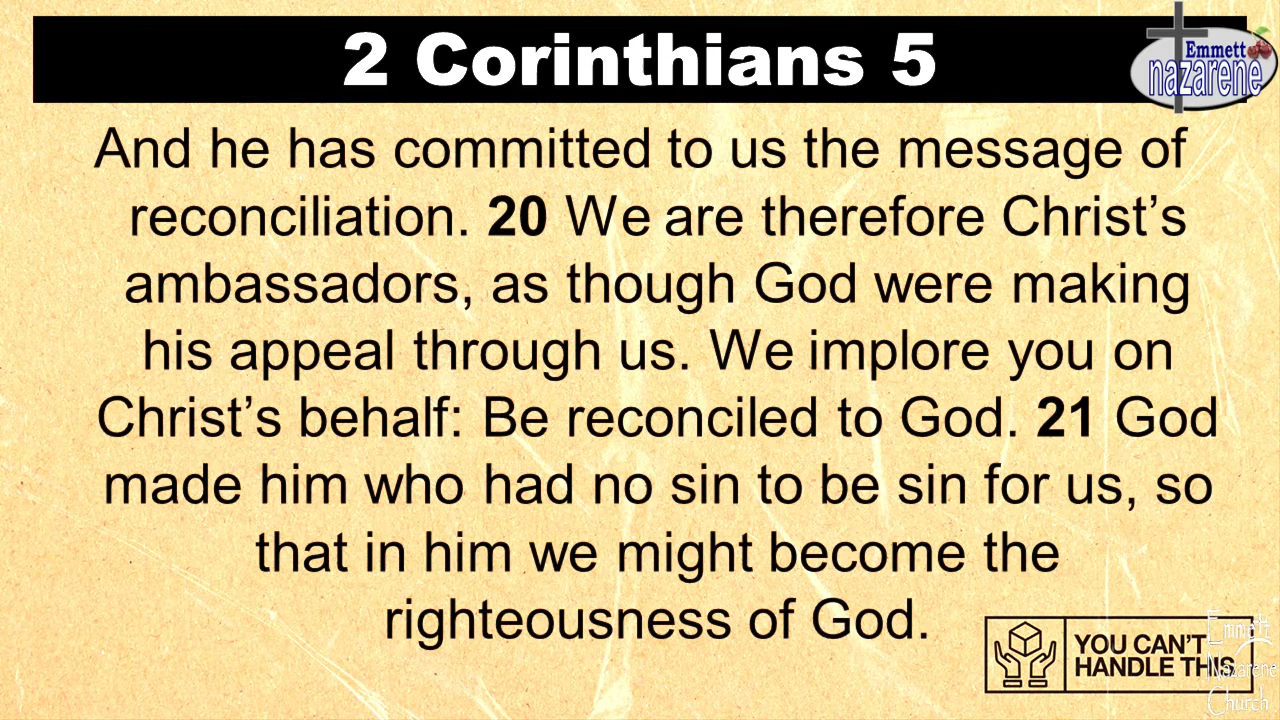 2 Corinthians 5
Emmett
nazarene
And he has committed to us the message of
reconciliation. 20 We are therefore Christ’s
ambassadors, as though God were making
his appeal through us. We implore you on
Christ’s behalf: Be reconciled to God. 21 God
made him who had no sin to be sin for us, so
that in him we might become the
righteousness of God.
YOU CAN'T
HANDLE THIS
Emmett
Nazarene
Church